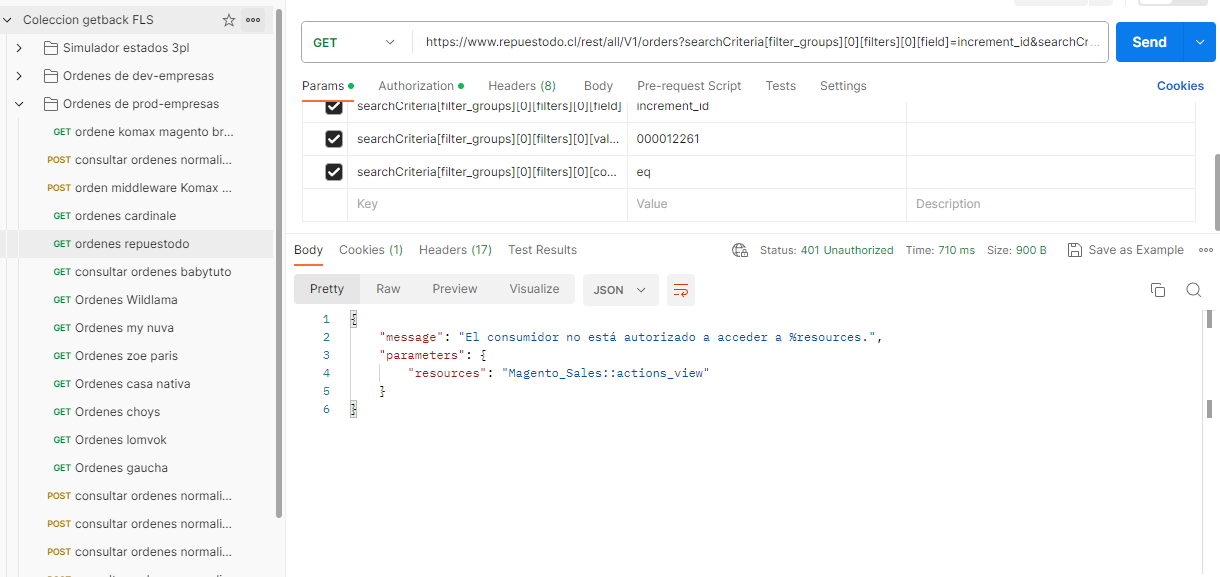 Coleccion getback FLS
Simulador estados 3pl
Ordenes de dev-empresas
Ordenes de prod-empresas
GET ordene komax magento br...
POST consultar ordenes normali...
POST orden middleware Komax ...
GET ordenes cardinale
GET ordenes repuestodo
GET consultar ordenes babytuto
GET Ordenes Wildlama
GET Ordenes my nuva
GET Ordenes zoe paris
GET Ordenes casa nativa
GET Ordenes choys
GET Ordenes lomvok
GET Ordenes gaucha
POST consultar ordenes normali...
POST consultar ordenes normali...
POST consultar ordenes normali...
GET https://www.repuestodo.cl/rest/all/V1/orders?searchCriteria[filter_groups][0][filters][0][field]=increment_id&searchCr... Send
Params Authorization Headers (8) Body Pre-request Script Tests Settings Cookies
searchCriteria[filter_groups][0][filters][0][field] increment_id
searchCriteria[filter_groups][0][filters][0][val... 000012261
searchCriteria[filter_groups][0][filters][0][co... eq
Key Value Description
Body Cookies (1) Headers (17) Test Results Status: 401 Unauthorized Time: 710 ms Size: 900 B Save as Example
Pretty Raw Preview Visualize JSON
1 {
2 "message": "El consumidor no está autorizado a acceder a %resources.",
3 "parameters": {
4 "resources": "Magento_Sales::actions_view"
5 }
6 }